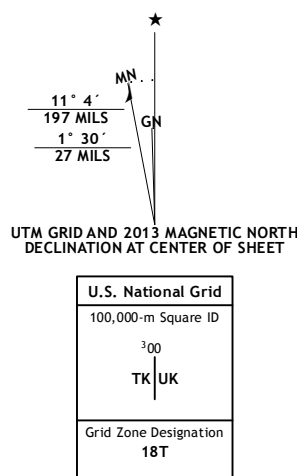 ★
MN
11° 4´
197 MILS
GN
1° 30´
27 MILS
UTM GRID AND 2013 MAGNETIC NORTH
DECLINATION AT CENTER OF SHEET
U.S. National Grid
100,000-m Square ID
³00
TK UK
Grid Zone Designation
18T